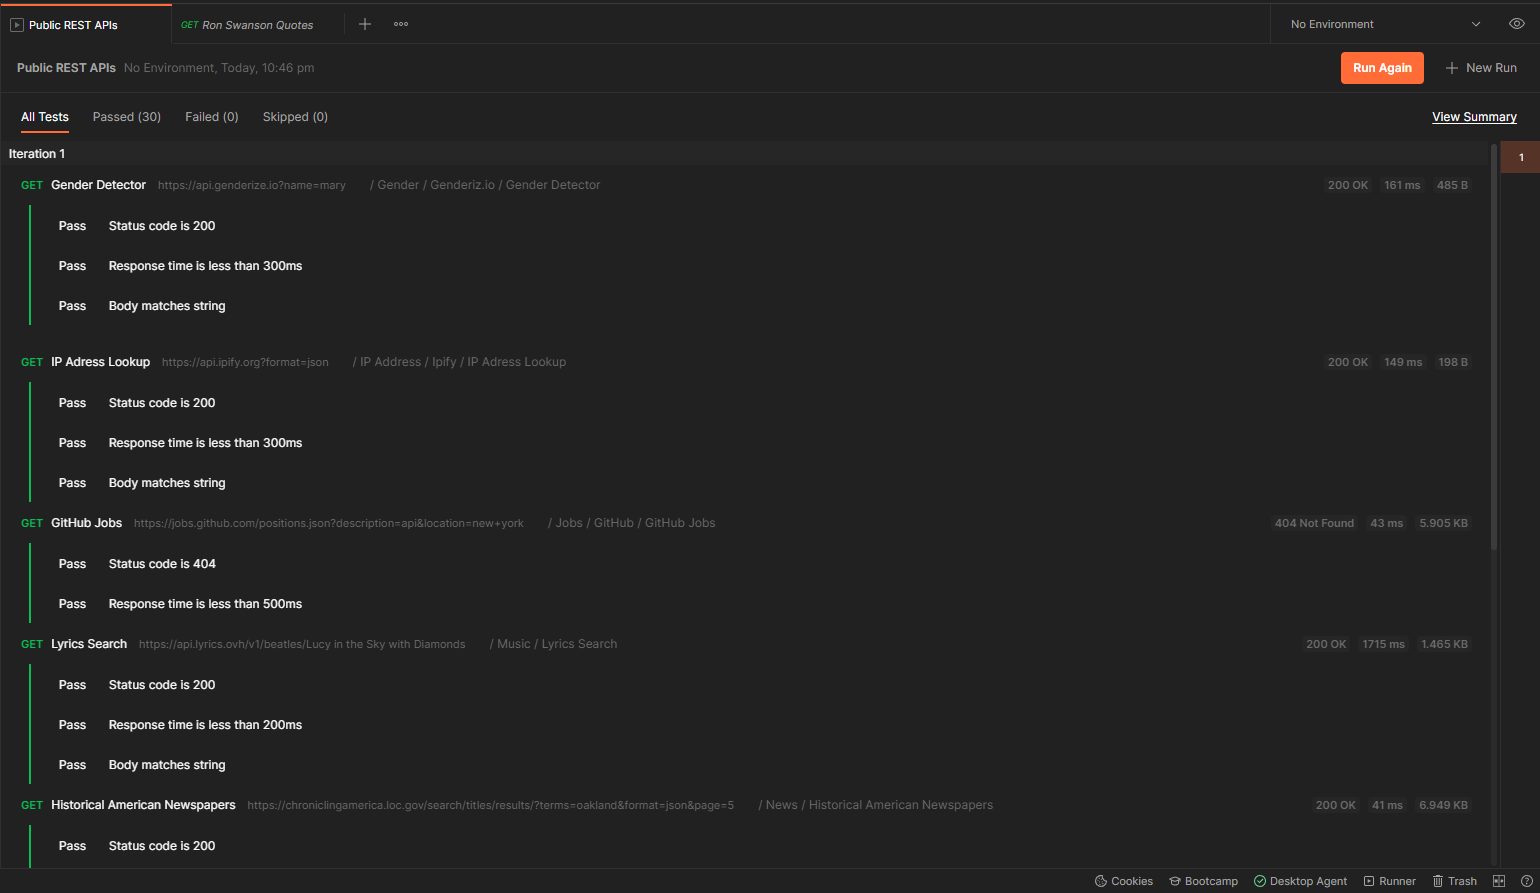 Public REST APIs
GET Ron Swanson Quotes
No Environment
Public REST APIs No Environment, Today, 10:46 pm
Run Again
New Run
All Tests Passed (30) Failed (0) Skipped (0)
View Summary
Iteration 1
1
GET Gender Detector https://api.genderize.io?name=mary / Gender / Genderiz.io / Gender Detector 200 OK 161 ms 485 B
Pass Status code is 200
Pass Response time is less than 300ms
Pass Body matches string
GET IP Adress Lookup https://api.ipify.org?format=json / IP Address / Ipify / IP Adress Lookup 200 OK 149 ms 198 B
Pass Status code is 200
Pass Response time is less than 300ms
Pass Body matches string
GET GitHub Jobs https://jobs.github.com/positions.json?description=api&location=new+york / Jobs / GitHub / GitHub Jobs 404 Not Found 43 ms 5.905 KB
Pass Status code is 404
Pass Response time is less than 500ms
GET Lyrics Search https://api.lyrics.ovh/v1/beatles/Lucy in the Sky with Diamonds / Music / Lyrics Search 200 OK 1715 ms 1.465 KB
Pass Status code is 200
Pass Response time is less than 200ms
Pass Body matches string
GET Historical American Newspapers https://chroniclingamerica.loc.gov/search/titles/results/?terms=oakland&format=json&page=5 / News / Historical American Newspapers 200 OK 41 ms 6.949 KB
Pass Status code is 200
Cookies Bootcamp Desktop Agent Runner Trash